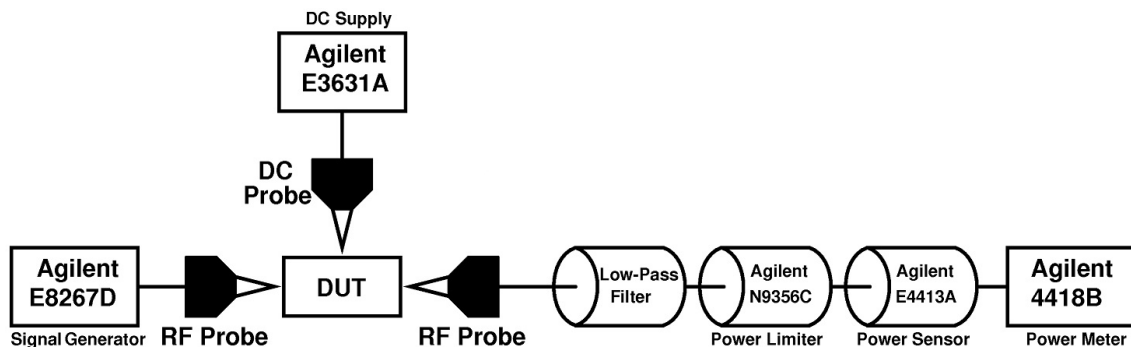 DC Supply
Agilent
E3631A
DC
Probe
Agilent
E8267D
Signal Generator
RF Probe
DUT
RF Probe
Low-Pass
Filter
Agilent
N9356C
Power Limiter
Agilent
E4413A
Power Sensor
Agilent
4418B
Power Meter